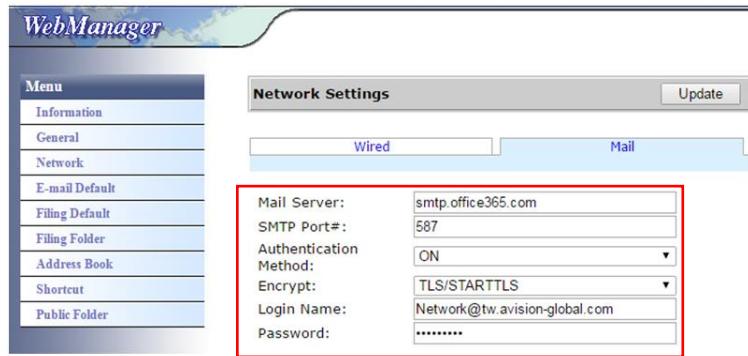 WebManager
Menu
Information
General
Network
E-mail Default
Filing Default
Filing Folder
Address Book
Shortcut
Public Folder
Network Settings
Update
Wired
Mail
Mail Server: smtp.office365.com
SMTP Port#: 587
Authentication
Method: ON
Encrypt: TLS/STARTTLS
Login Name: Network@tw.avision-global.com
Password: •••••••••